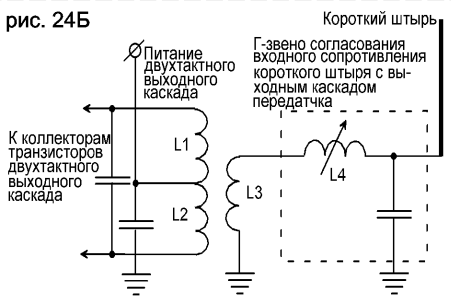 рис. 24Б
Короткий штырь
Питание
двухтактного
выходного
каскада
Г-звено согласования
входного сопротивления
короткого штыря с вы-
ходным каскадом
передатчка
К коллекторам
транзисторов
двухтактного
выходного
каскада
L1
L2
L3
L4